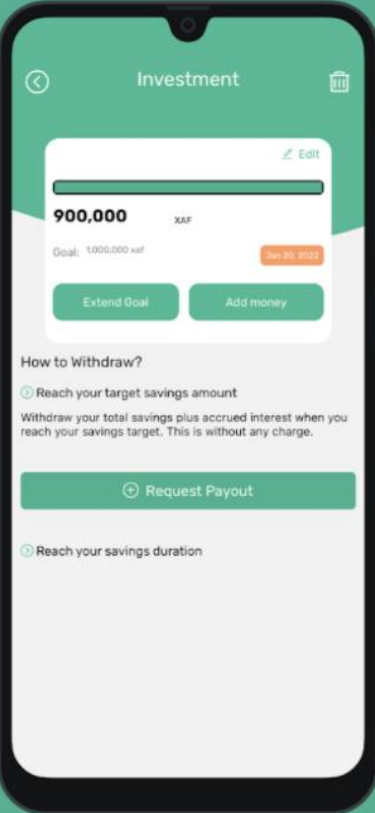 Investment
Edit
900,000 XAF
Goal: 1,000,000 xaf
Jan 20, 2022
Extend Goal Add money
How to Withdraw?
Reach your target savings amount
Withdraw your total savings plus accrued interest when you
reach your savings target. This is without any charge.
Request Payout
Reach your savings duration